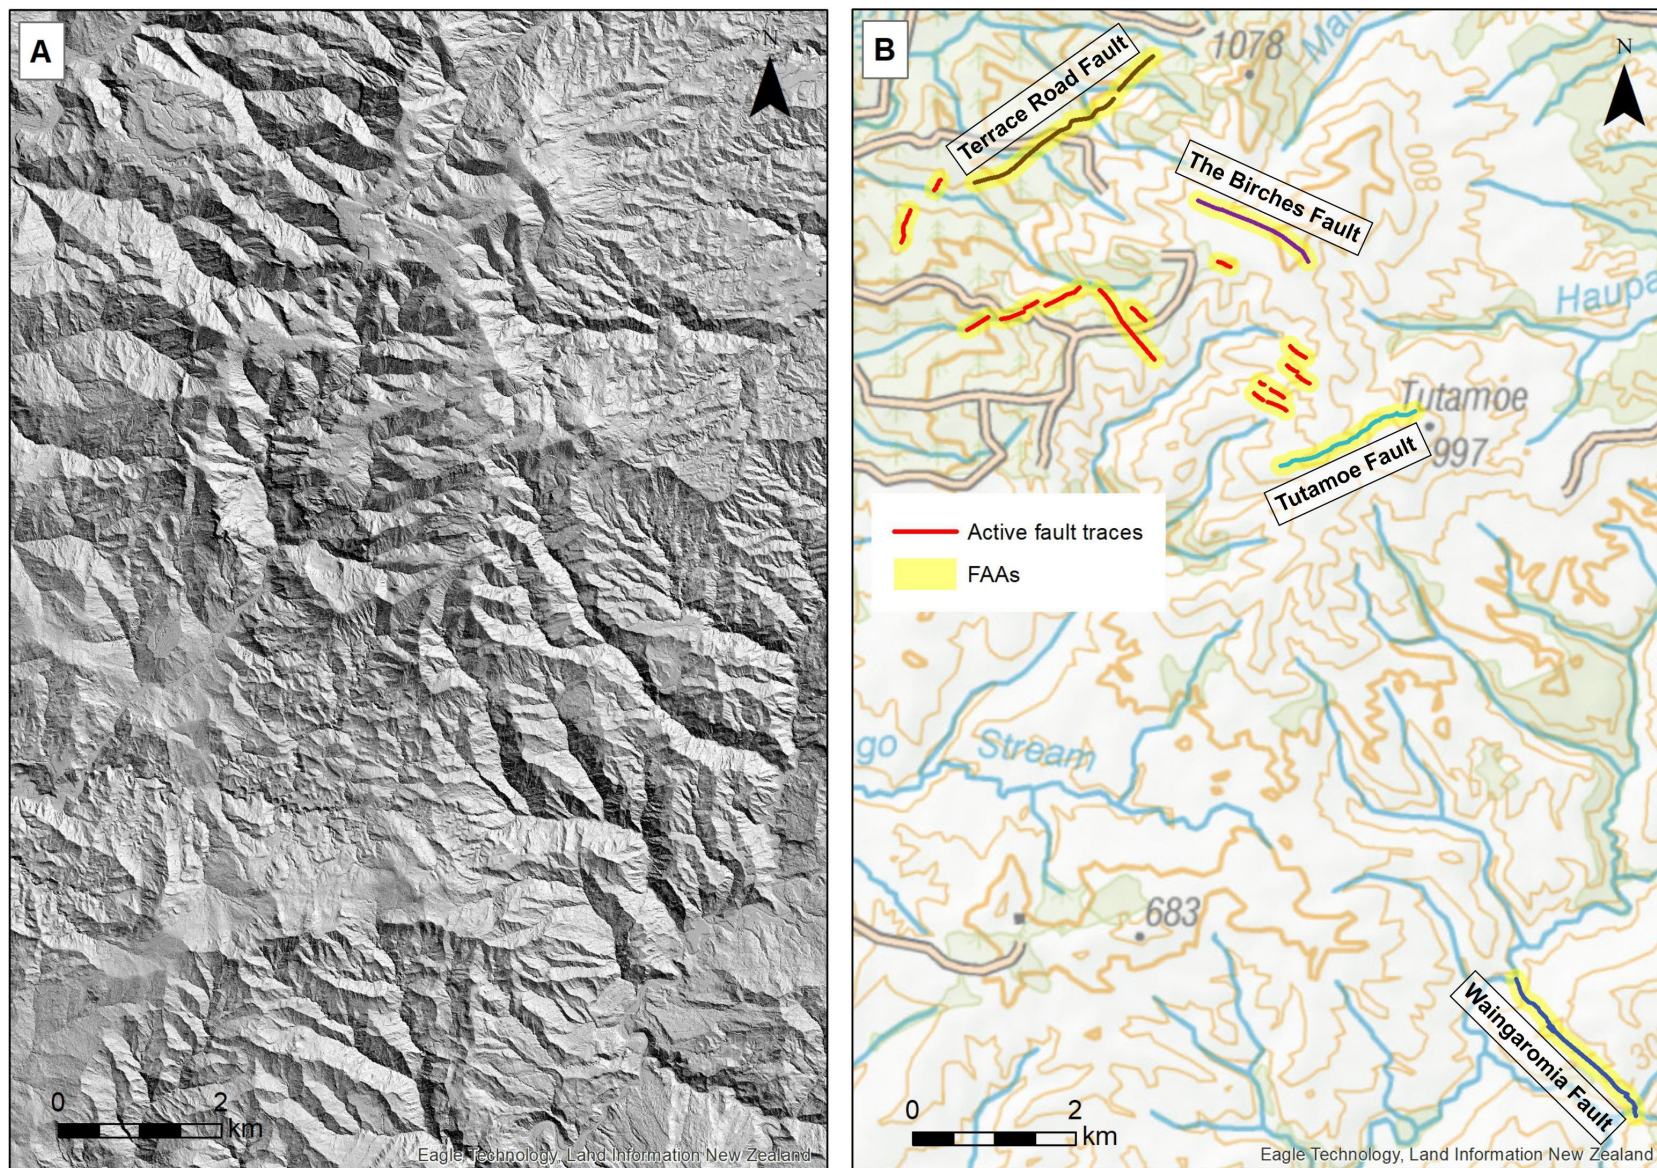 A
N
0 2
km
Eagle Technology, Land Information New Zealand
B
N
1078
Terrace Road Fault
The Birches Fault
800
Haupa
Tutamoe
997
Tutamoe Fault
Active fault traces
FAAs
go Stream
683
Waingaromia Fault
0 2
km
Eagle Technology, Land Information New Zealand